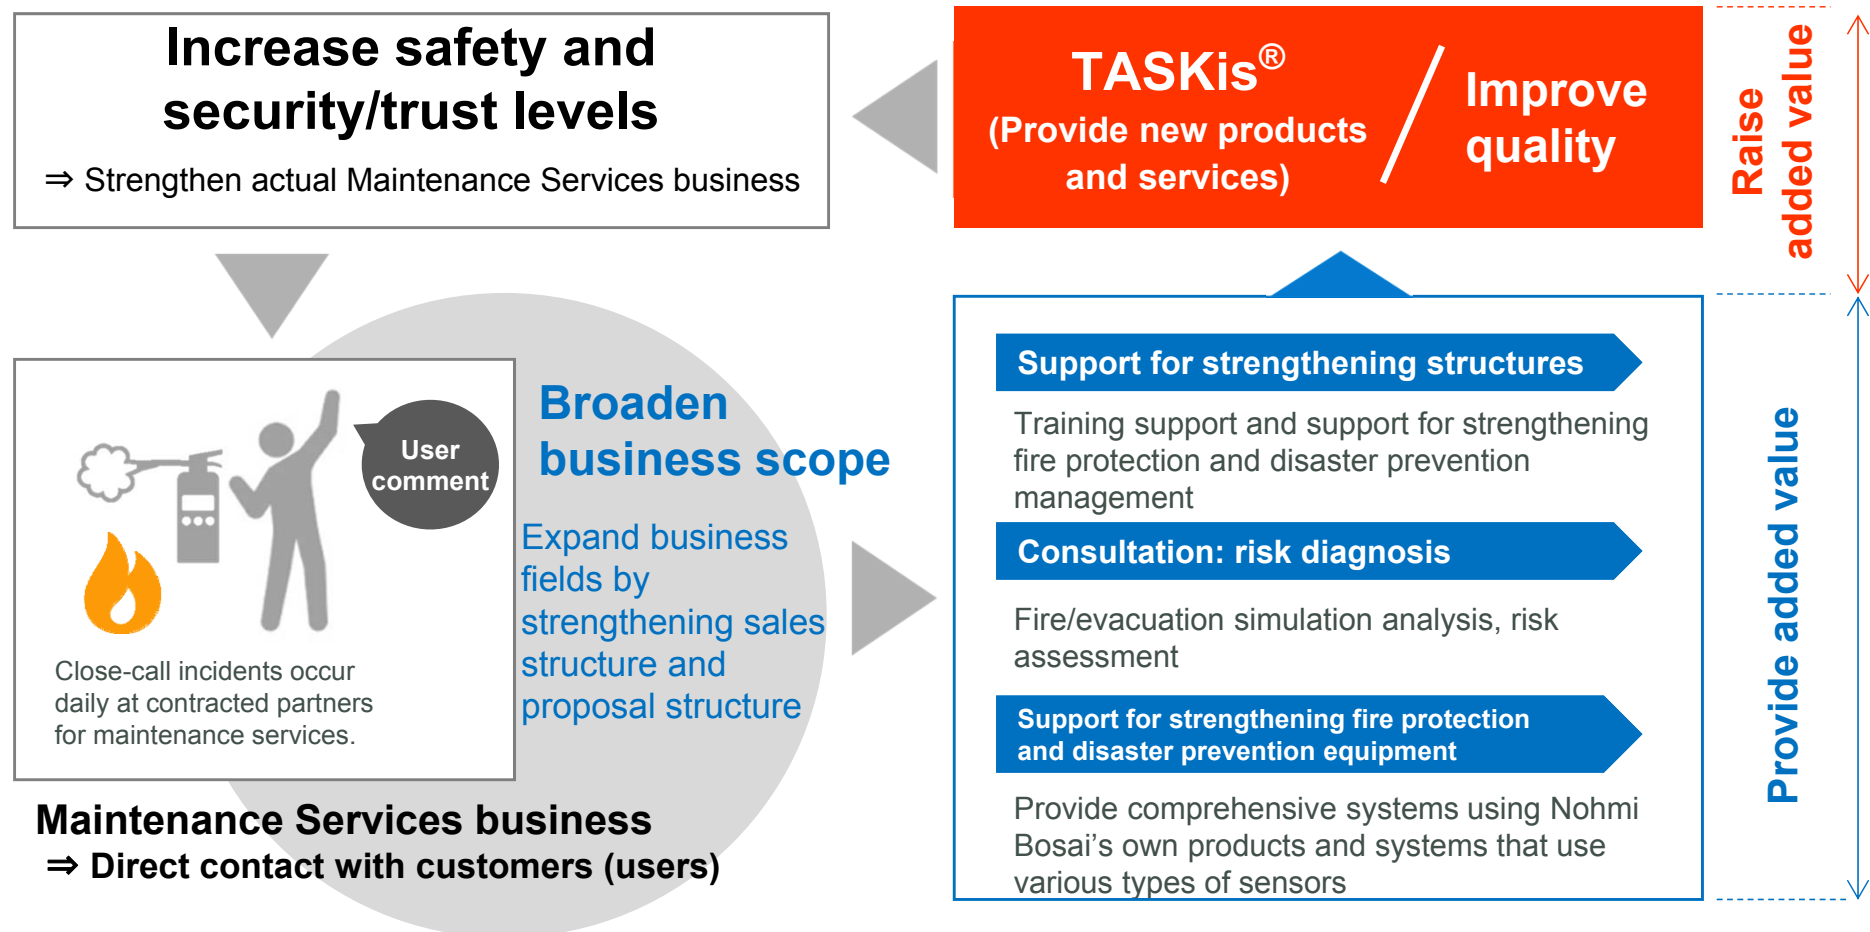 Increase safety and
security/trust levels
⇒ Strengthen actual Maintenance Services business
TASKis®
(Provide new products
and services)
Improve
quality
Raise
added value
User
comment
Close-call incidents occur
daily at contracted partners
for maintenance services.
Broaden
business scope
Expand business
fields by
strengthening sales
structure and
proposal structure
Maintenance Services business
⇒ Direct contact with customers (users)
Support for strengthening structures
Training support and support for strengthening
fire protection and disaster prevention
management
Consultation: risk diagnosis
Fire/evacuation simulation analysis, risk
assessment
Support for strengthening fire protection
and disaster prevention equipment
Provide comprehensive systems using Nohmi
Bosai’s own products and systems that use
various types of sensors
Provide added value